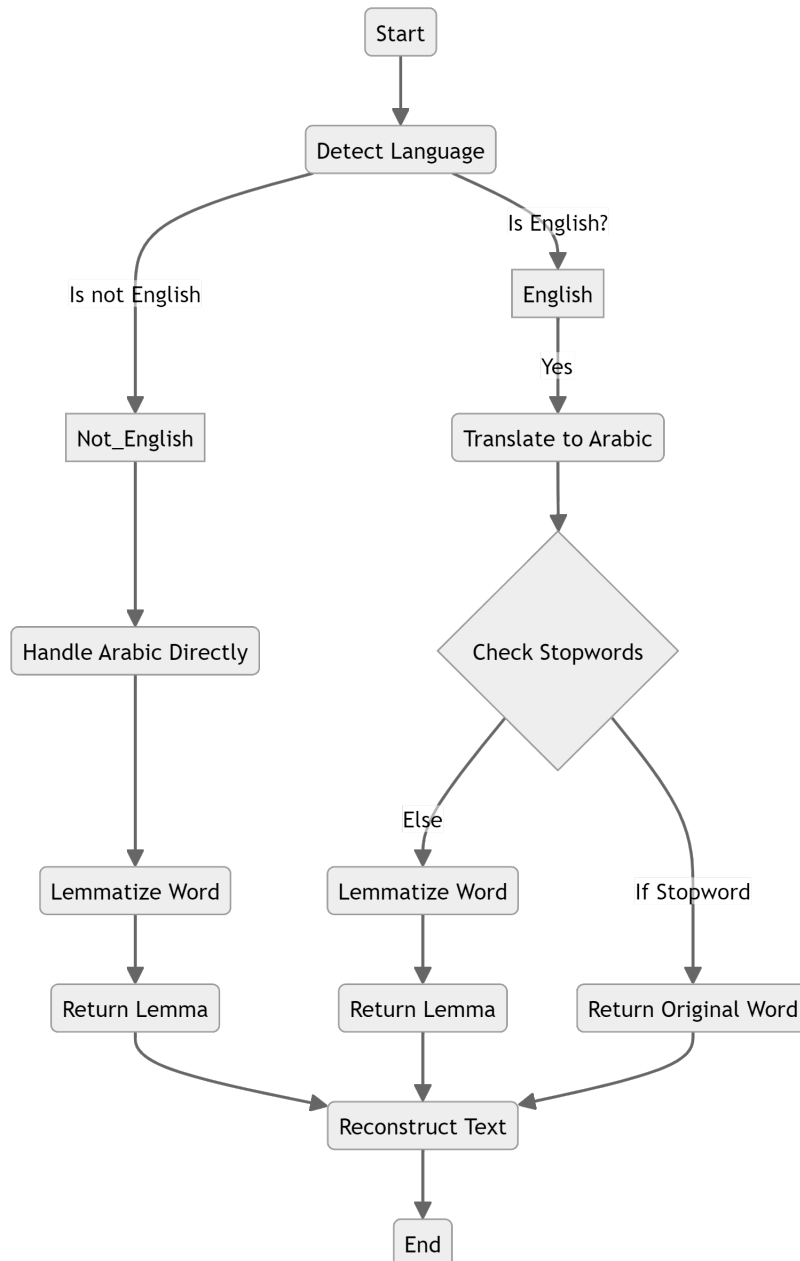 Start
Detect Language
Is English?
Is not English
English
Yes
Not_English
Translate to Arabic
Handle Arabic Directly
Check Stopwords
Else
Lemmatize Word
Lemmatize Word
If Stopword
Return Lemma
Return Lemma
Return Original Word
Reconstruct Text
End